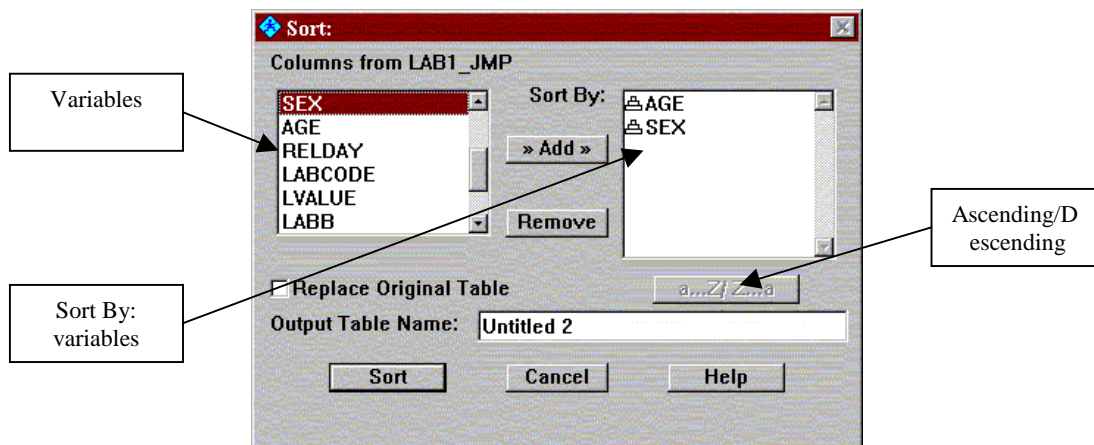 Sort:
Columns from LAB1_JMP
Variables
SEX
AGE
RELDAY
LABCODE
LVALUE
LABB
Sort By:
» Add »
Remove
AGE
SEX
Ascending/D
escending
Sort By:
variables
Replace Original Table
a...Z/ Z...a
Output Table Name:
Untitled 2
Sort
Cancel
Help